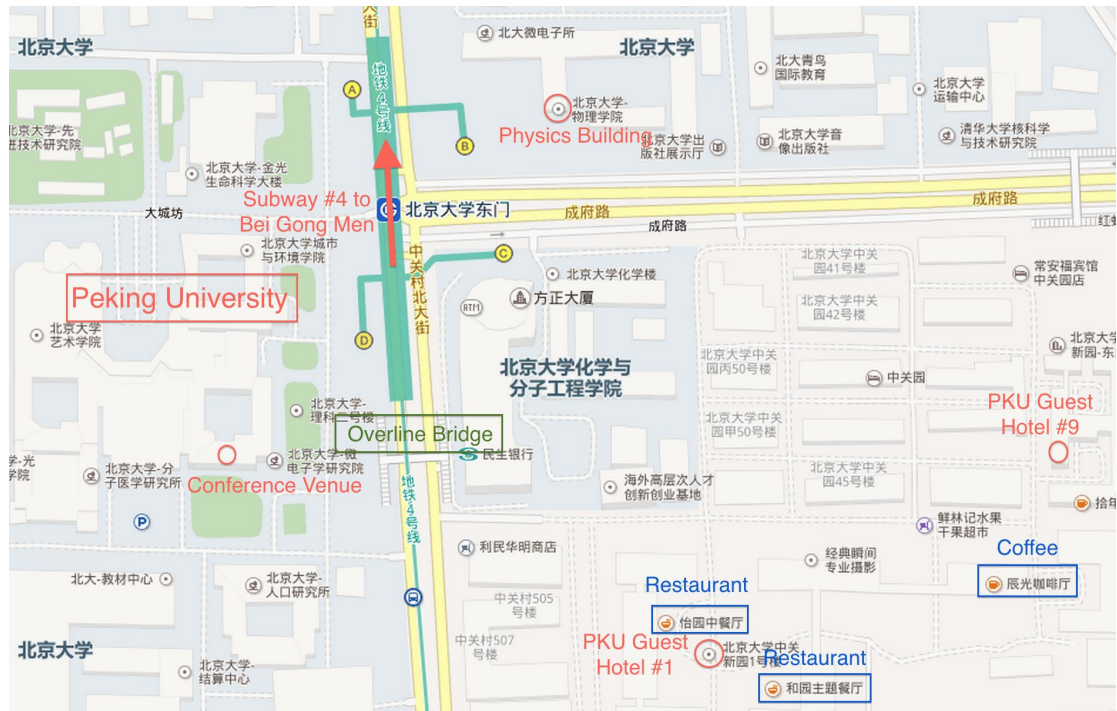 大街
北京大学
北大微电子所
北京大学
北大青鸟
国际教育
北京大学
运输中心
地铁4号线
A
B
北京大学-
物理学院
Physics Building
北京大学出
版社展示厅
北京大学音
像出版社
清华大学核科学
与技术研究院
北京大学-先
进技术研究院
北京大学-金光
生命科学大楼
Subway #4 to
Bei Gong Men
大城坊
北京大学东门
成府路
成府路
成府路
北京大学城市
与环境学院
中关村北大街
C
北京大学化学楼
北京大学中关
园41号楼
常安福宾馆
中关园店
Peking University
ATM
方正大厦
北京大学中关
园42号楼
北京大学
艺术学院
D
北京大学
新园-东
北京大学化学与
分子工程学院
北京大学中关
园丙50号楼
中关园
北京大学-
理科二号楼
PKU Guest
Hotel #9
北京大学中关
园甲50号楼
Overline Bridge
民生银行
学-光
学院
北京大学-分
子医学研究所
北京大学-微
电子学研究院
Conference Venue
地铁4号线
海外高层次人才
创新创业基地
北京大学中关
园45号楼
拾年
P
鲜林记水果
干果超市
利民华明商店
经典瞬间
专业摄影
Coffee
辰光咖啡厅
北大-教材中心
北京大学-
人口研究所
中关村505
号楼
Restaurant
怡园中餐厅
中关村507
号楼
PKU Guest
Hotel #1
北京大学中关
新园1号楼
Restaurant
和园主题餐厅
北京大学
北京大学-
结算中心